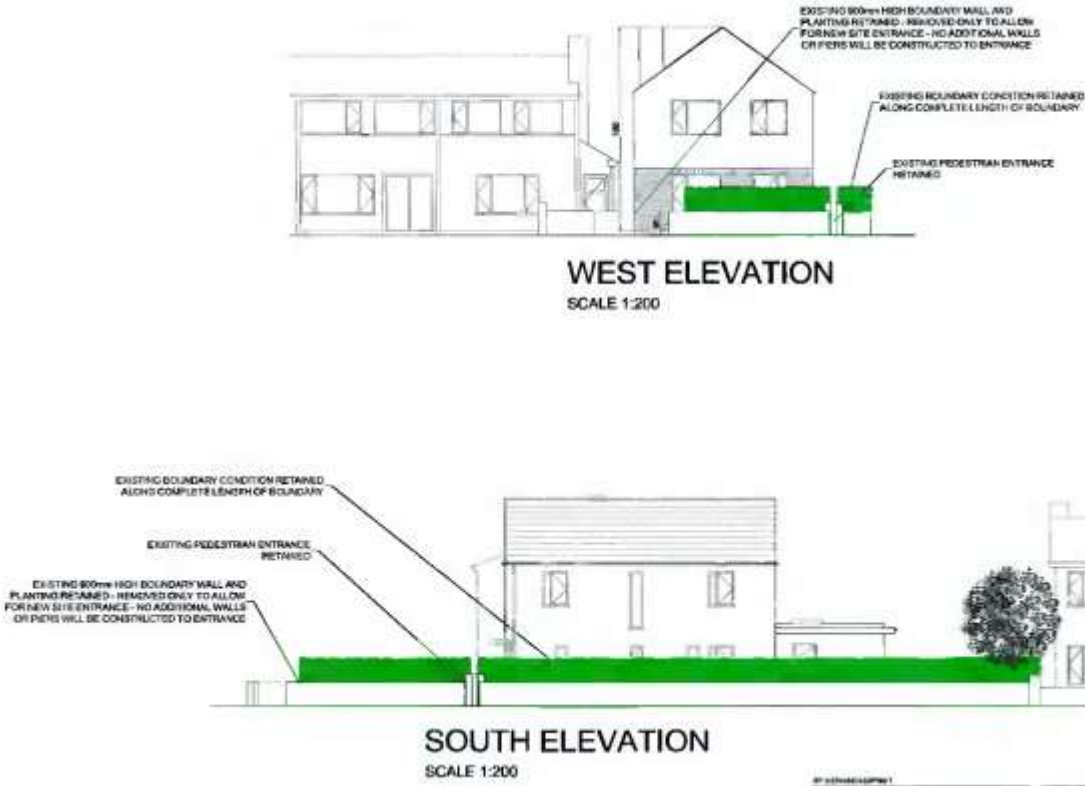 EXISTING 900mm HIGH BOUNDARY WALL AND
PLANTING RETAINED - REMOVED ONLY TO ALLOW
FOR NEW SITE ENTRANCE - NO ADDITIONAL WALLS
OR PIERS WILL BE CONSTRUCTED TO ENTRANCE
EXISTING BOUNDARY CONDITION RETAINED
ALONG COMPLETE LENGTH OF BOUNDARY
EXISTING PEDESTRIAN ENTRANCE
RETAINED
WEST ELEVATION
SCALE 1:200
EXISTING BOUNDARY CONDITION RETAINED
ALONG COMPLETE LENGTH OF BOUNDARY
EXISTING PEDESTRIAN ENTRANCE
RETAINED
EXISTING 900mm HIGH BOUNDARY WALL AND
PLANTING RETAINED - REMOVED ONLY TO ALLOW
FOR NEW SITE ENTRANCE - NO ADDITIONAL WALLS
OR PIERS WILL BE CONSTRUCTED TO ENTRANCE
SOUTH ELEVATION
SCALE 1:200